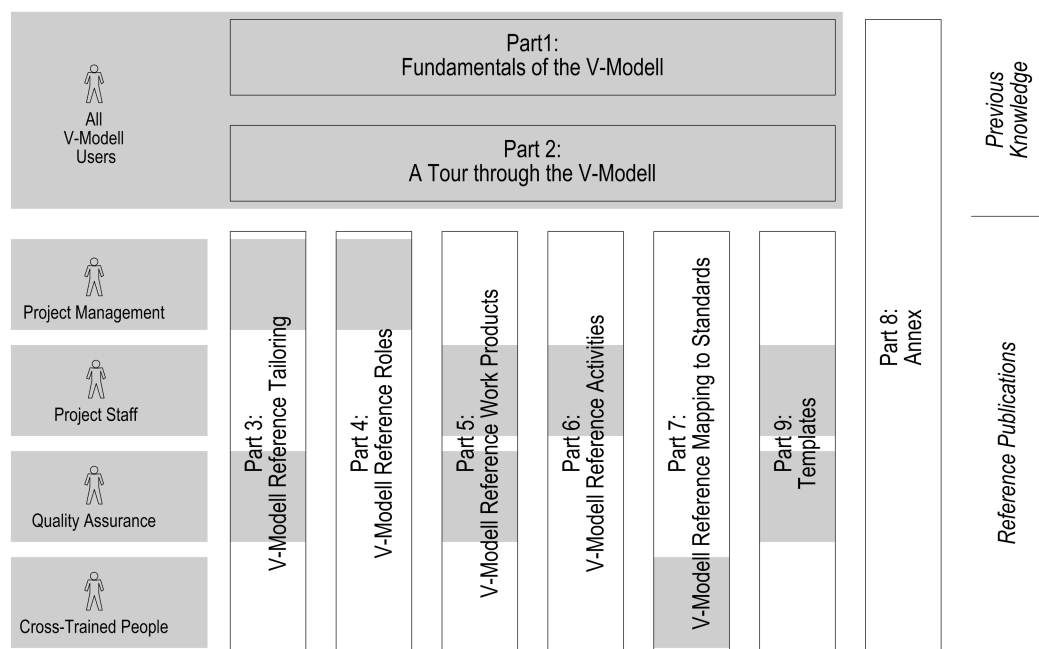 Part1:
Fundamentals of the V-Modell
All
V-Modell
Users
Previous
Knowledge
Part 2:
A Tour through the V-Modell
Project Management
Project Staff
Quality Assurance
Cross-Trained People
Part 3:
V-Modell Reference Tailoring
Part 4:
V-Modell Reference Roles
Part 5:
V-Modell Reference Work Products
Part 6:
V-Modell Reference Activities
Part 7:
V-Modell Reference Mapping to Standards
Part 9:
Templates
Part 8:
Annex
Reference Publications